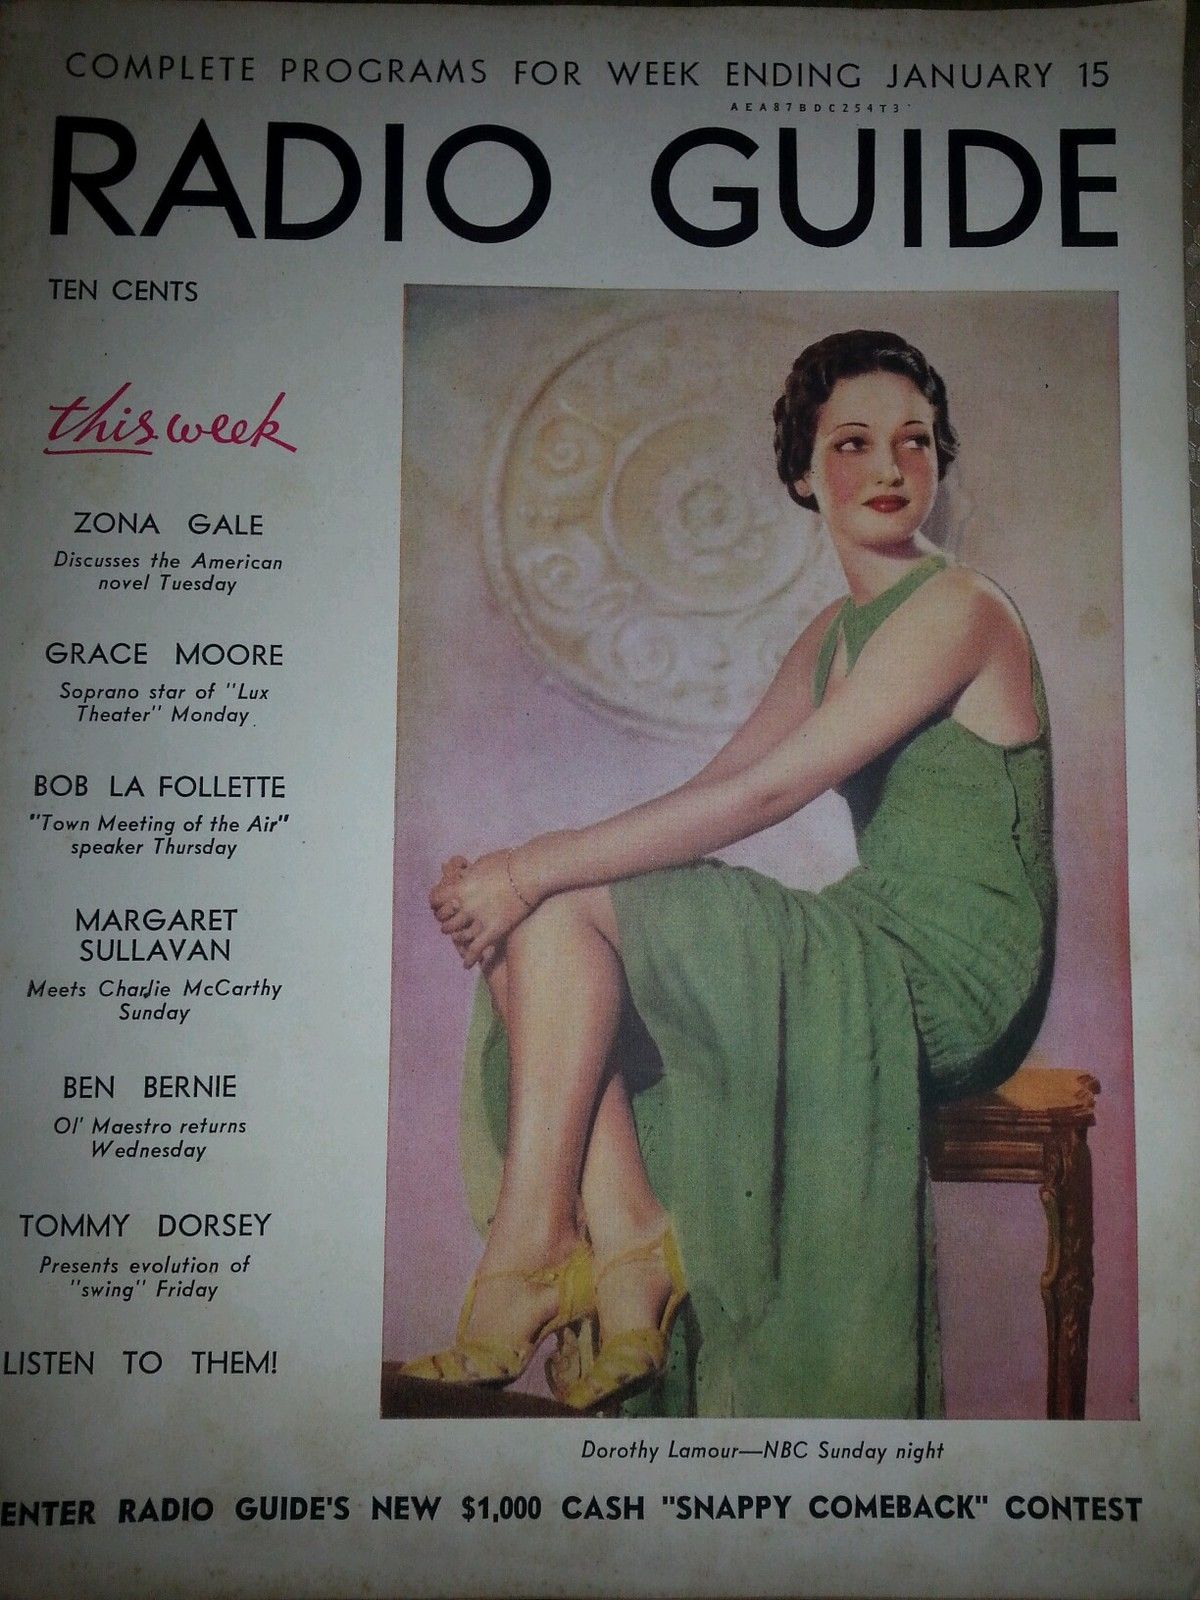 COMPLETE PROGRAMS FOR WEEK ENDING JANUARY 15
AEA87BDC254T3
RADIO GUIDE
TEN CENTS
this week
ZONA GALE
Discusses the American
novel Tuesday
GRACE MOORE
Soprano star of "Lux
Theater" Monday
BOB LA FOLLETTE
"Town Meeting of the Air"
speaker Thursday
MARGARET
SULLAVAN
Meets Charlie McCarthy
Sunday
BEN BERNIE
Ol' Maestro returns
Wednesday
TOMMY DORSEY
Presents evolution of
"swing" Friday
LISTEN TO THEM!
Dorothy Lamour—NBC Sunday night
ENTER RADIO GUIDE'S NEW $1,000 CASH "SNAPPY COMEBACK" CONTEST